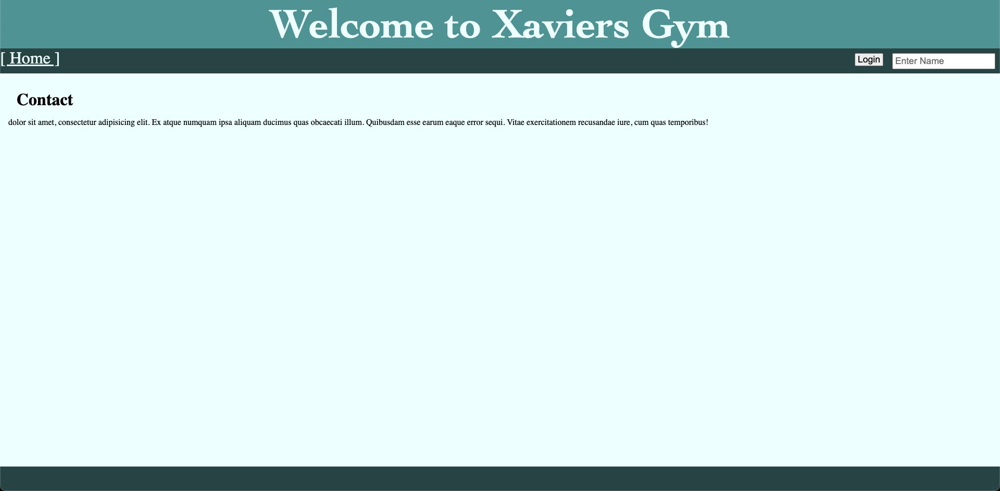 Welcome to Xaviers Gym
[ Home ]
Login
Enter Name
Contact
dolor sit amet, consectetur adipisicing elit. Ex atque numquam ipsa aliquam ducimus quas obcaecati illum. Quibusdam esse earum eaque error sequi. Vitae exercitationem recusandae iure, cum quas temporibus!